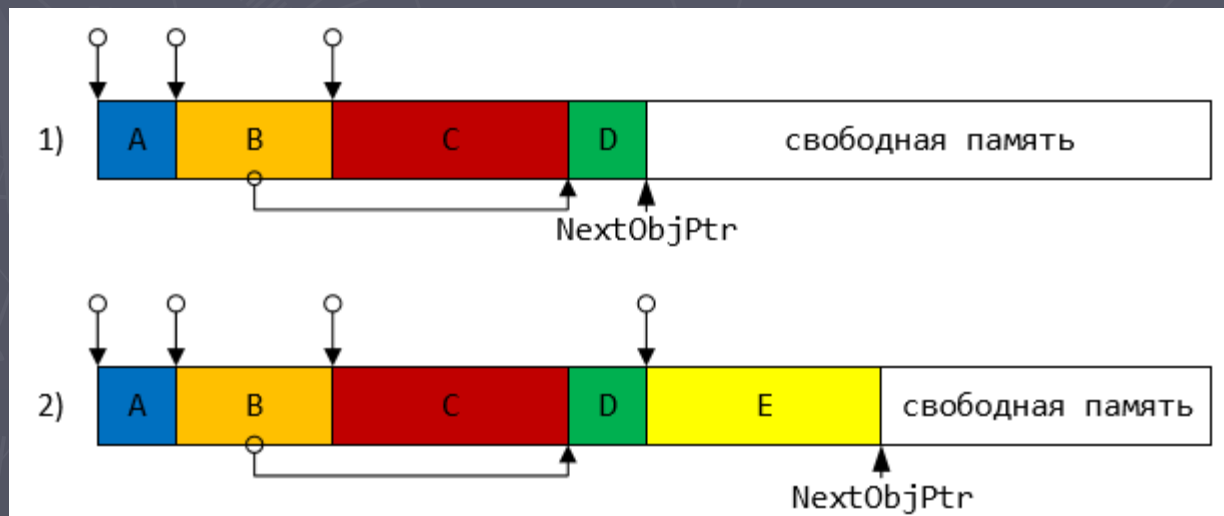 1) A B C D свободная память
NextObjPtr
2) A B C D E свободная память
NextObjPtr